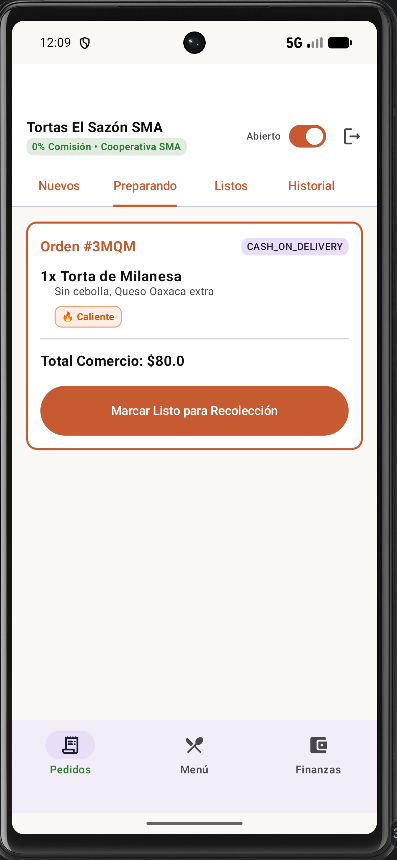 12:09
5G
Tortas El Sazón SMA
0% Comisión • Cooperativa SMA
Abierto
Nuevos
Preparando
Listos
Historial
Orden #3MQM
CASH_ON_DELIVERY
1x Torta de Milanesa
Sin cebolla, Queso Oaxaca extra
🔥 Caliente
Total Comercio: $80.0
Marcar Listo para Recolección
Pedidos
Menú
Finanzas